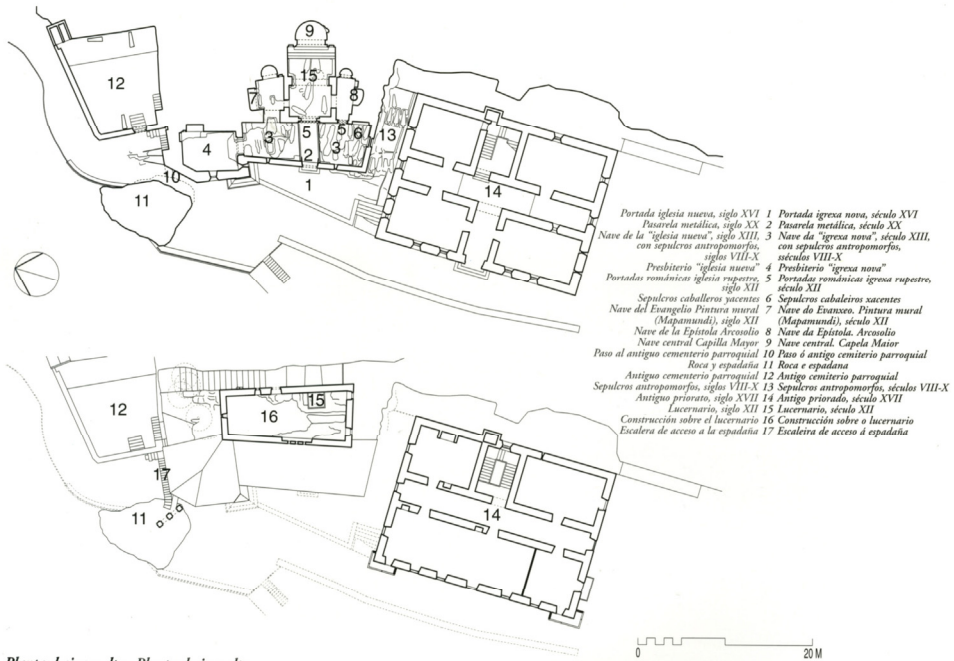 9
12
15
7
8
5
5
6
13
3
3
4
2
10
1
14
11
Portada iglesia nueva, siglo XVI 1 Portada igrexa nova, século XVI
Pasarela metálica, siglo XX 2 Pasarela metálica, século XX
Nave de la "iglesia nueva", siglo XIII, 3 Nave da "igrexa nova", século XIII,
con sepulcros antropomorfos, con sepulcros antropomorfos,
siglos VIII-X sséculos VIII-X
Presbiterio "iglesia nueva" 4 Presbiterio "igrexa nova"
Portadas románicas iglesia rupestre, 5 Portadas románicas igrexa rupestre,
siglo XII século XII
Sepulcros caballeros yacentes 6 Sepulcros cabaleiros xacentes
Nave del Evangelio Pintura mural 7 Nave do Evanxeo. Pintura mural
(Mapamundi), siglo XII (Mapamundi), século XII
Nave de la Epístola Arcosolio 8 Nave da Epístola. Arcosolio
Nave central Capilla Mayor 9 Nave central. Capela Maior
Paso al antiguo cementerio parroquial 10 Paso ó antigo cemiterio parroquial
Roca y espadaña 11 Roca e espadana
Antiguo cementerio parroquial 12 Antigo cemiterio parroquial
Sepulcros antropomorfos, siglos VIII-X 13 Sepulcros antropomorfos, séculos VIII-X
Antiguo priorato, siglo XVII 14 Antigo priorado, século XVII
Lucernario, siglo XII 15 Lucernario, século XII
Construcción sobre el lucernario 16 Construcción sobre o lucernario
Escalera de acceso a la espadaña 17 Escaleira de acceso á espadaña
12
16
15
17
11
14
0 20 M